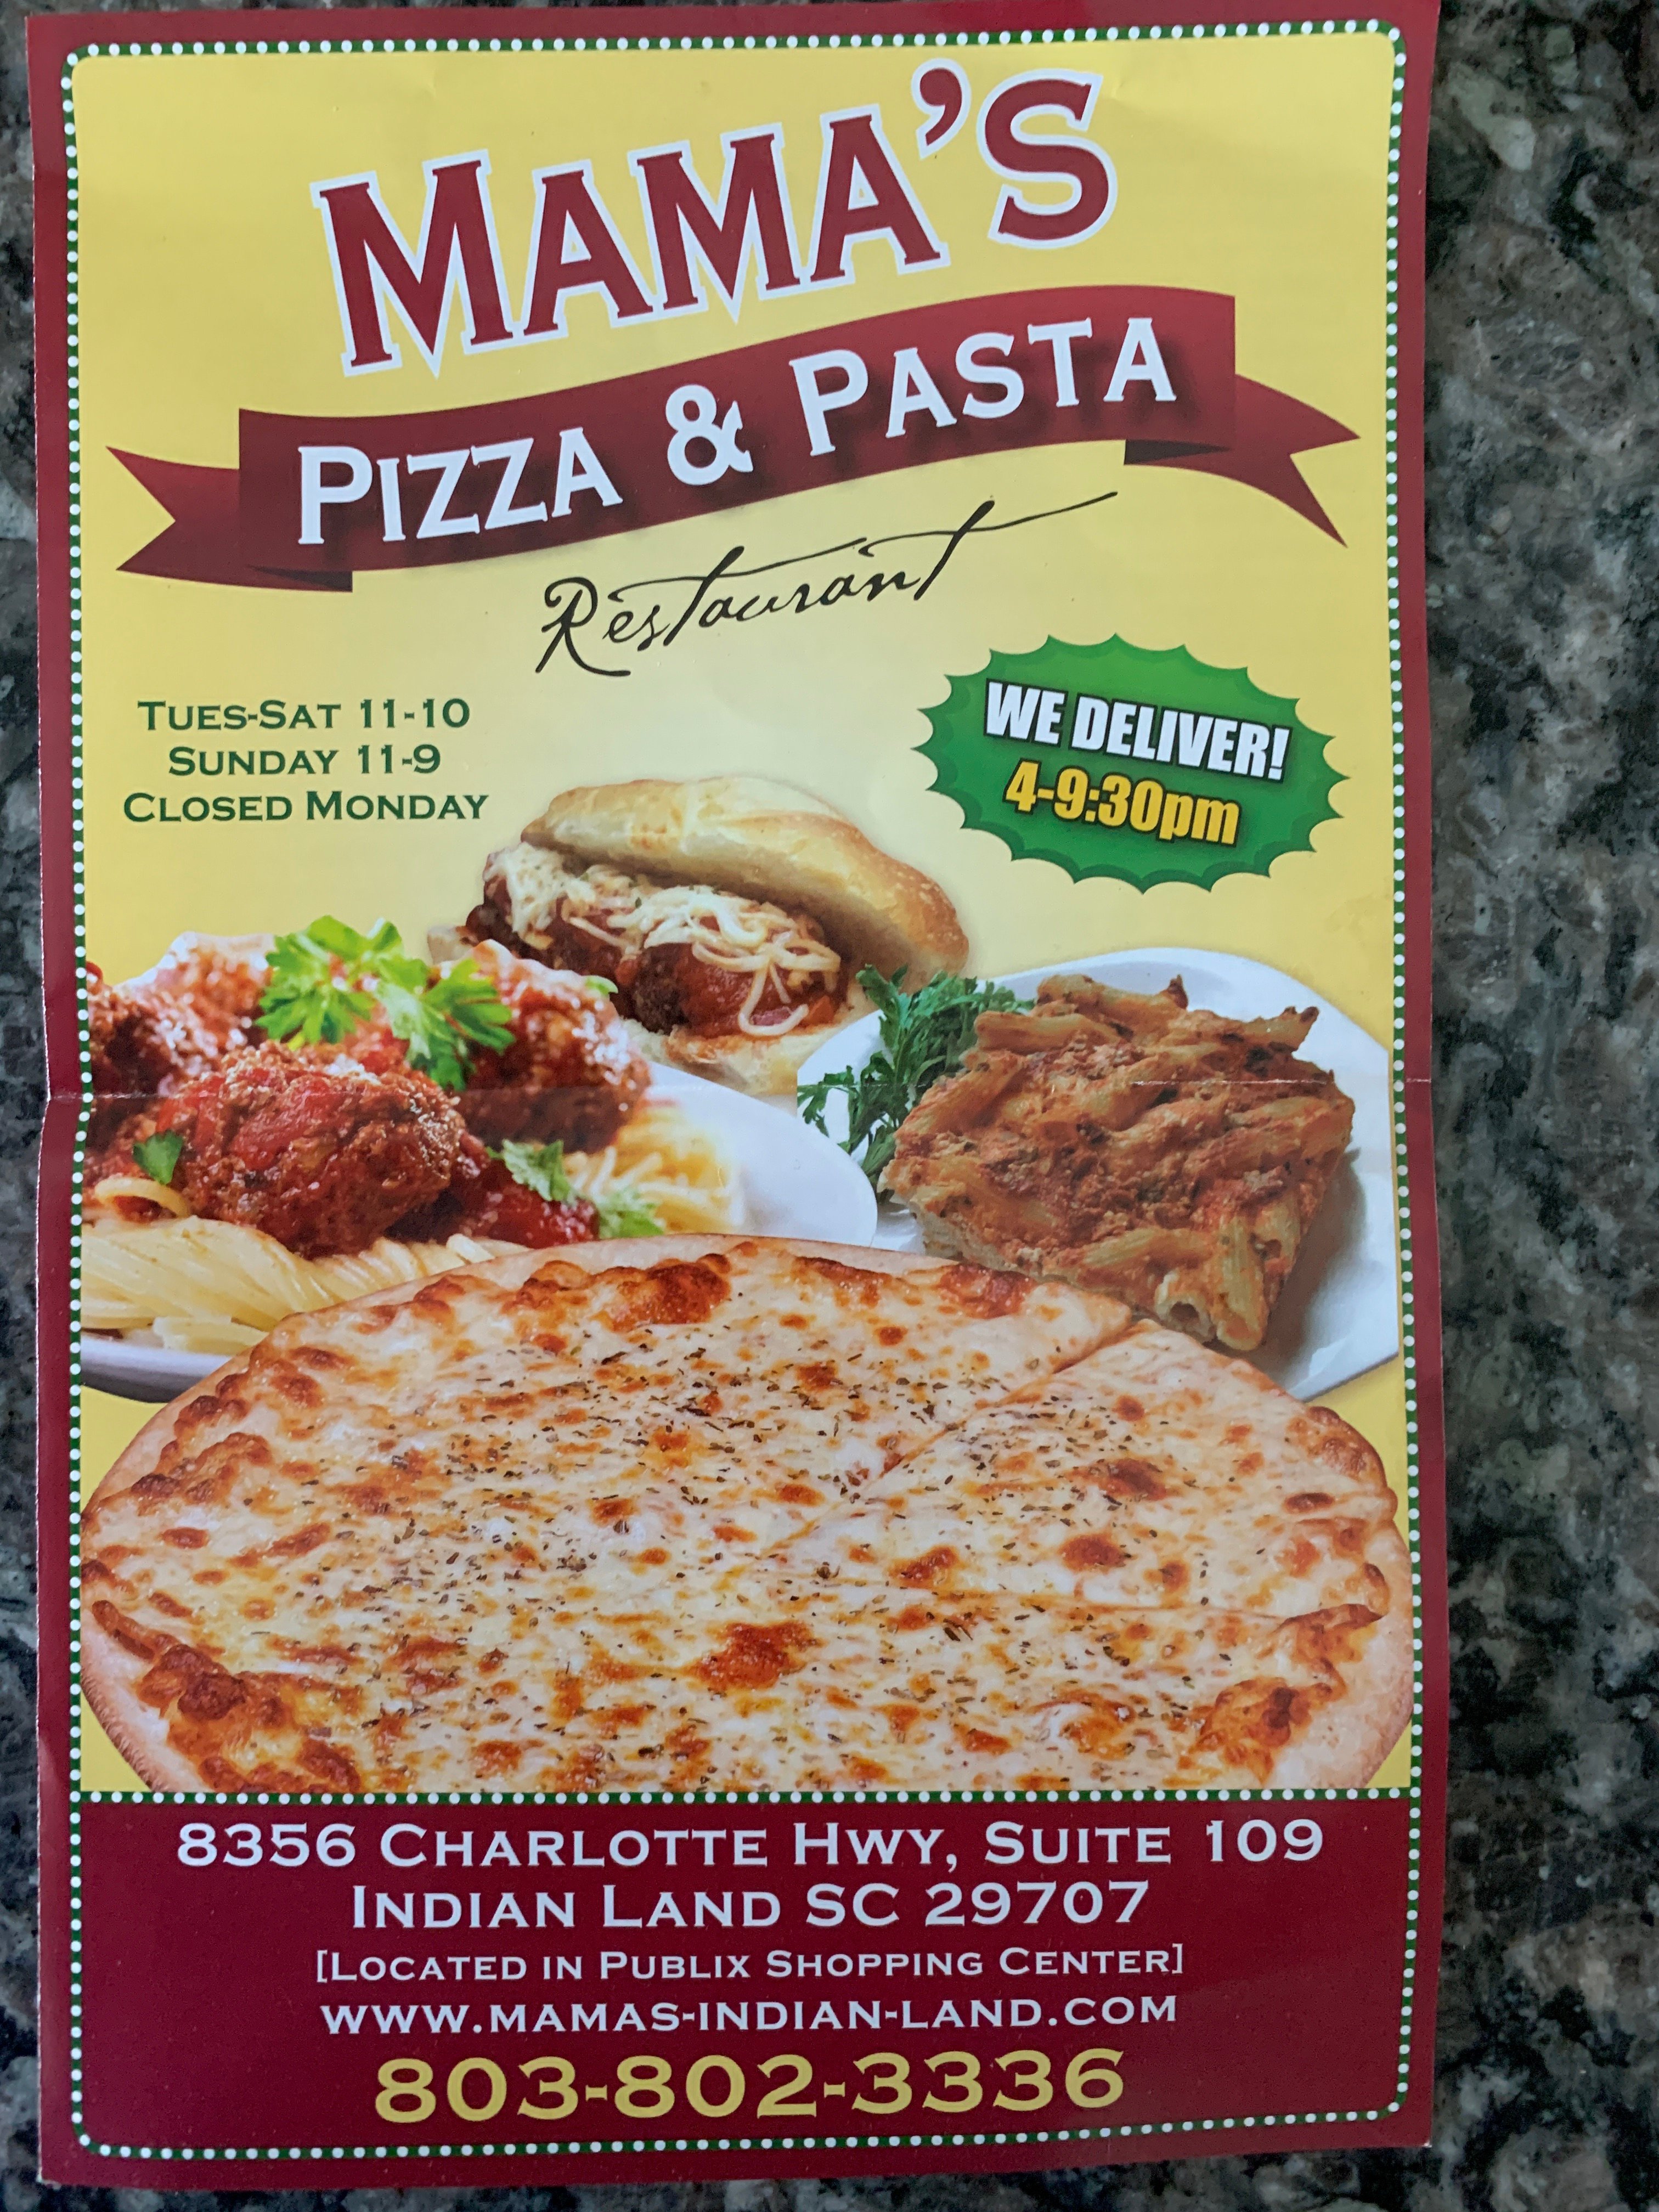 MAMA'S
PIZZA & PASTA
Restaurant
TUES-SAT 11-10
SUNDAY 11-9
CLOSED MONDAY
WE DELIVER!
4-9:30pm
8356 CHARLOTTE HWY, SUITE 109
INDIAN LAND SC 29707
[LOCATED IN PUBLIX SHOPPING CENTER]
WWW.MAMAS-INDIAN-LAND.COM
803-802-3336